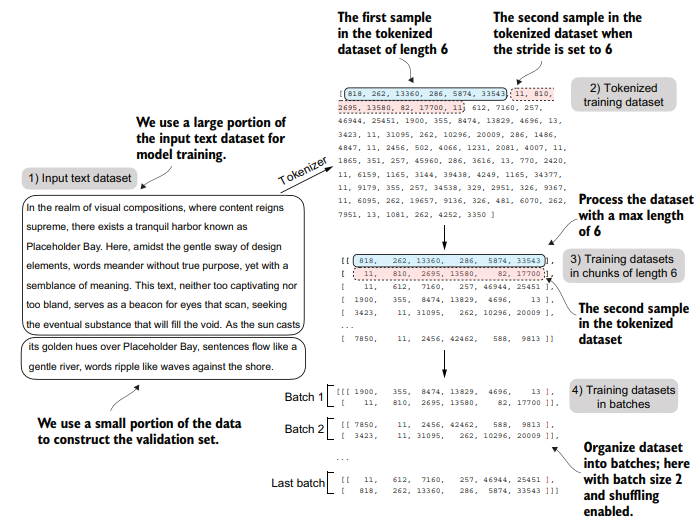 The first sample
in the tokenized
dataset of length 6
The second sample in the
tokenized dataset when
the stride is set to 6
[ 818, 262, 13360, 286, 5874, 33543, 11, 810,
2695, 13580, 82, 17700, 11, 612, 7160, 257,
46944, 25451, 1900, 355, 8474, 13829, 4696, 13,
3423, 11, 31095, 262, 10296, 20009, 286, 1486,
4847, 11, 2456, 502, 4066, 1231, 2081, 4007, 11,
1865, 351, 257, 45960, 286, 3616, 13, 770, 2420,
11, 6159, 1165, 3144, 39438, 4249, 1165, 34377,
11, 9179, 355, 257, 34538, 329, 2951, 326, 9367,
11, 6095, 262, 19657, 9136, 326, 481, 6070, 262,
7951, 13, 1081, 262, 4252, 3350 ]
2) Tokenized
training dataset
We use a large portion of
the input text dataset for
model training.
1) Input text dataset
Tokenizer
In the realm of visual compositions, where content reigns
supreme, there exists a tranquil harbor known as
Placeholder Bay. Here, amidst the gentle sway of design
elements, words meander without true purpose, yet with a
semblance of meaning. This text, neither too captivating nor
too bland, serves as a beacon for eyes that scan, seeking
the eventual substance that will fill the void. As the sun casts
its golden hues over Placeholder Bay, sentences flow like a
gentle river, words ripple like waves against the shore.
We use a small portion of the data
to construct the validation set.
Process the dataset
with a max length
of 6
[[ 818, 262, 13360, 286, 5874, 33543],
[ 11, 810, 2695, 13580, 82, 17700],
[ 11, 612, 7160, 257, 46944, 25451 ],
[ 1900, 355, 8474, 13829, 4696, 13 ],
[ 3423, 11, 31095, 262, 10296, 20009 ],
...
[ 7850, 11, 2456, 42462, 588, 9813 ]]
3) Training datasets
in chunks of length 6
The second sample
in the tokenized
dataset
Batch 1
[[[ 1900, 355, 8474, 13829, 4696, 13 ],
[ 11, 810, 2695, 13580, 82, 17700 ]],
Batch 2
[[ 7850, 11, 2456, 42462, 588, 9813 ],
[ 3423, 11, 31095, 262, 10296, 20009 ]],
...
Last batch
[[ 11, 612, 7160, 257, 46944, 25451 ],
[ 818, 262, 13360, 286, 5874, 33543 ]]]
4) Training datasets
in batches
Organize dataset
into batches; here
with batch size 2
and shuffling
enabled.